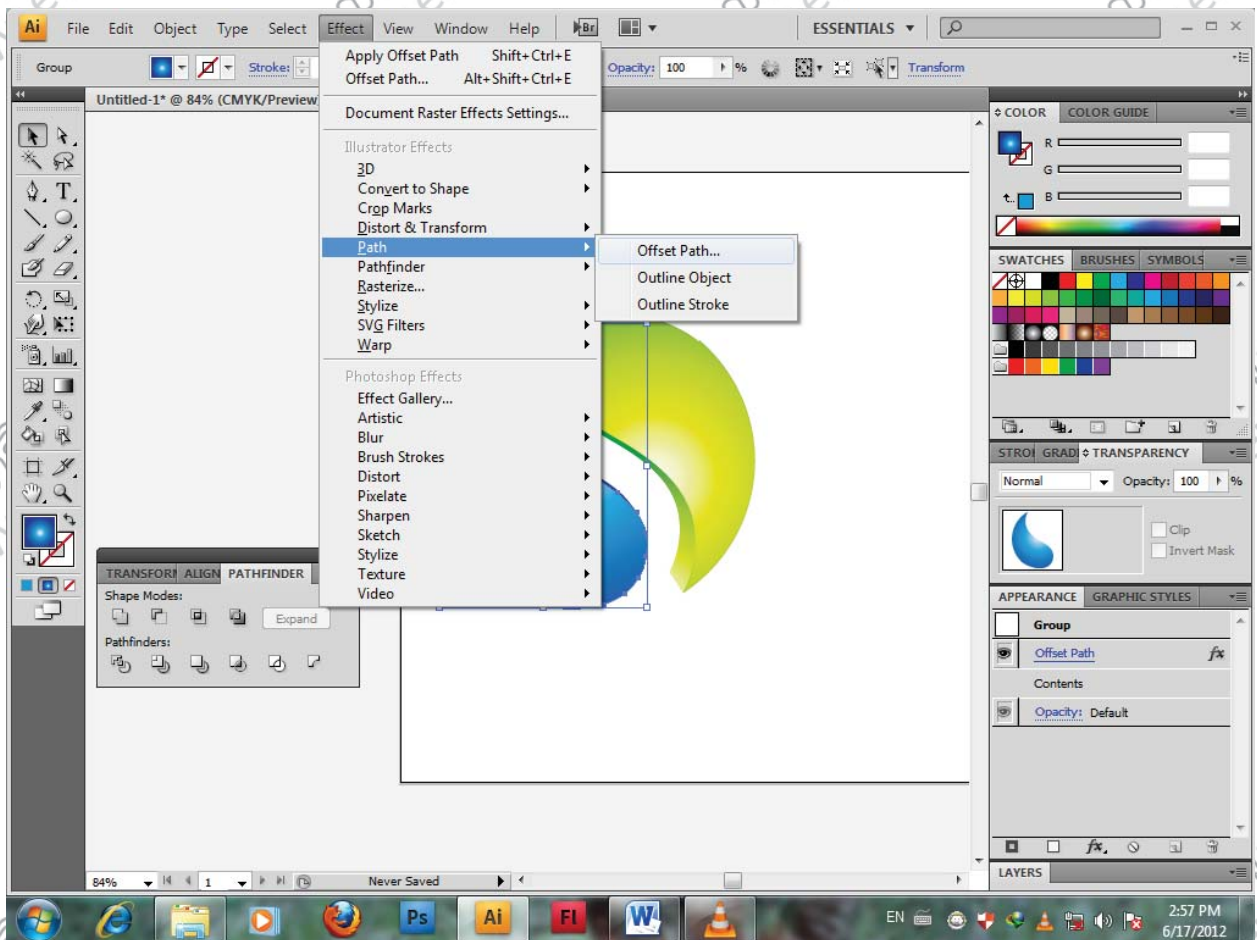 Ai File Edit Object Type Select Effect View Window Help Br ESSENTIALS
Group Stroke: Opacity: 100 % Transform
Untitled-1* @ 84% (CMYK/Preview
Apply Offset Path Shift+Ctrl+E
Offset Path... Alt+Shift+Ctrl+E
Document Raster Effects Settings...
Illustrator Effects
3D
Convert to Shape
Crop Marks
Distort & Transform
Path
Pathfinder
Rasterize...
Stylize
SVG Filters
Warp
Photoshop Effects
Effect Gallery...
Artistic
Blur
Brush Strokes
Distort
Pixelate
Sharpen
Sketch
Stylize
Texture
Video
Offset Path...
Outline Object
Outline Stroke
TRANSFORM ALIGN PATHFINDER
Shape Modes:
Expand
Pathfinders:
COLOR COLOR GUIDE
R
G
B
SWATCHES BRUSHES SYMBOLS
STROI GRADI TRANSPARENCY
Normal Opacity: 100 %
Clip
Invert Mask
APPEARANCE GRAPHIC STYLES
Group
Offset Path fx
Contents
Opacity: Default
fx
LAYERS
84% 1 Never Saved
Ps Ai Fl W EN 2:57 PM
6/17/2012